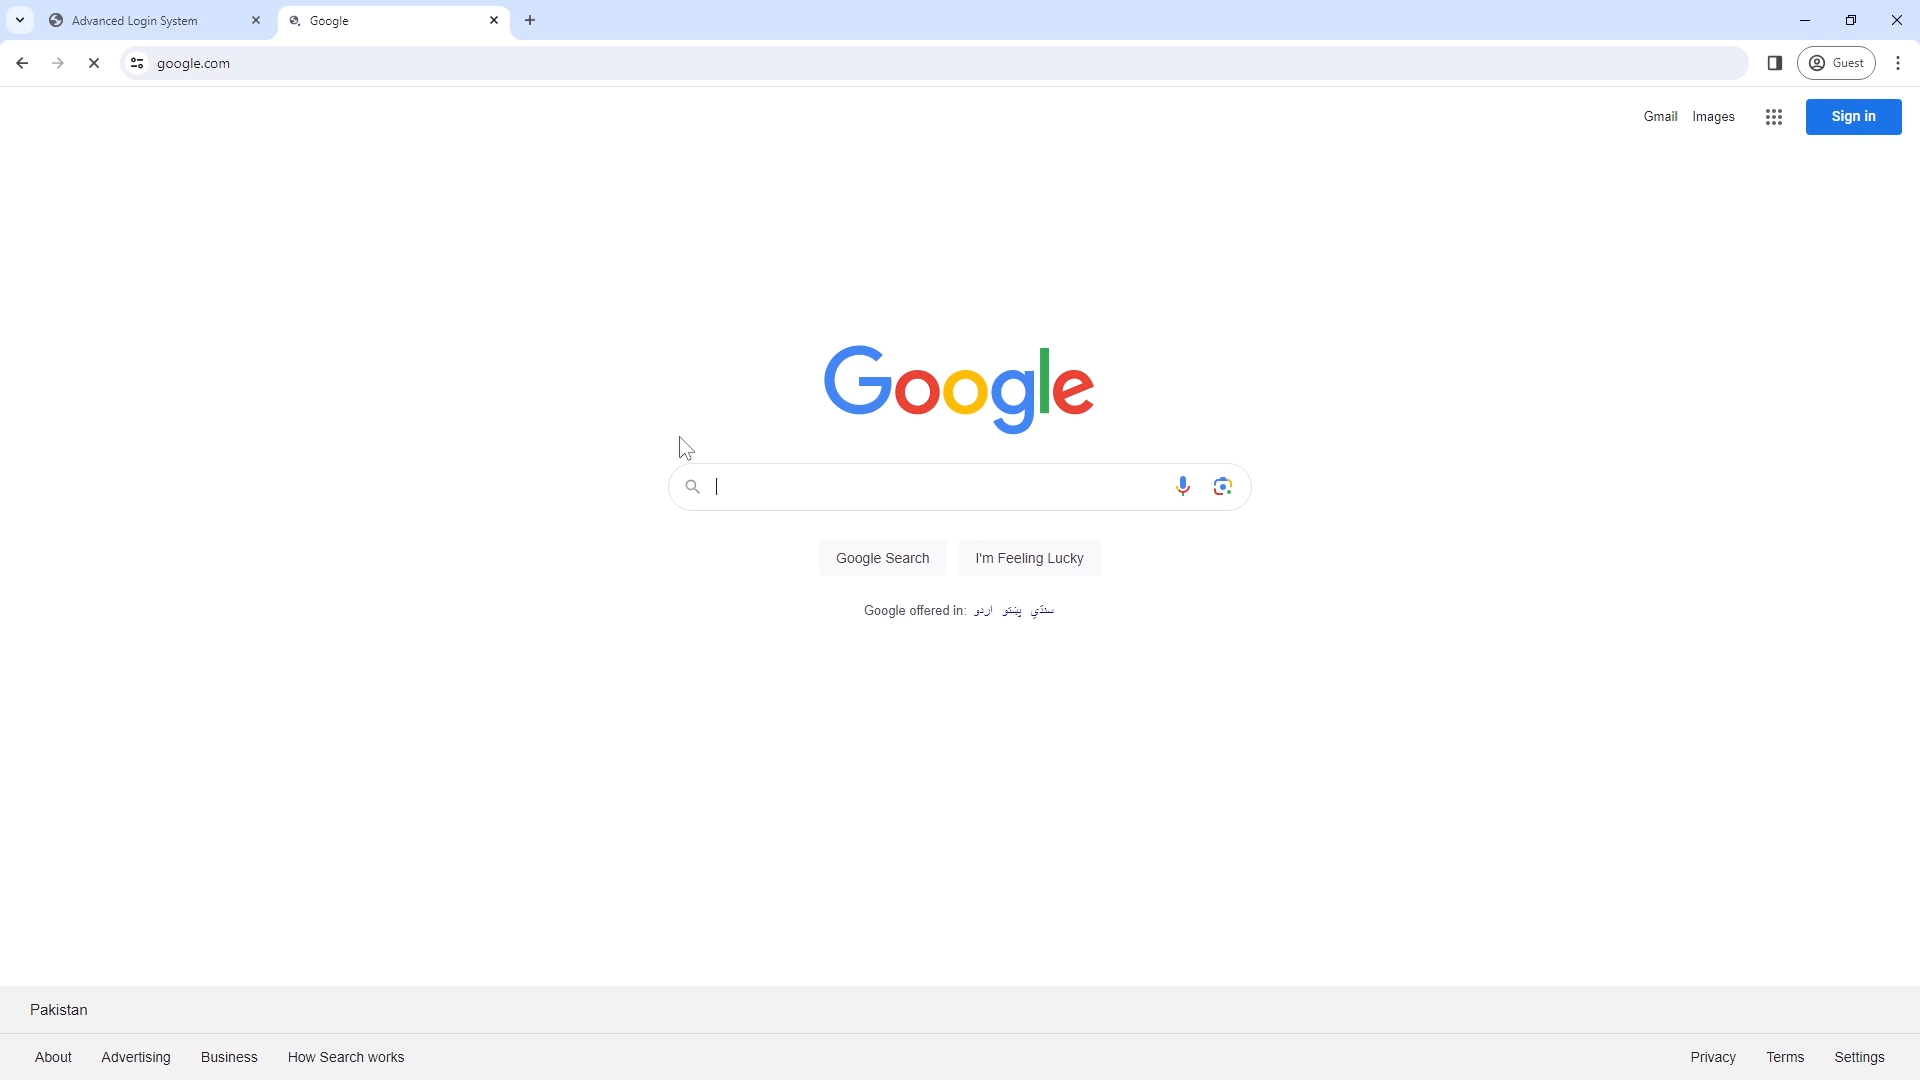 Advanced Login System
Google
google.com
Guest
Gmail
Images
Sign in
Google
Google Search
I'm Feeling Lucky
Google offered in: اردو پښتو سنڌي
Pakistan
About
Advertising
Business
How Search works
Privacy
Terms
Settings